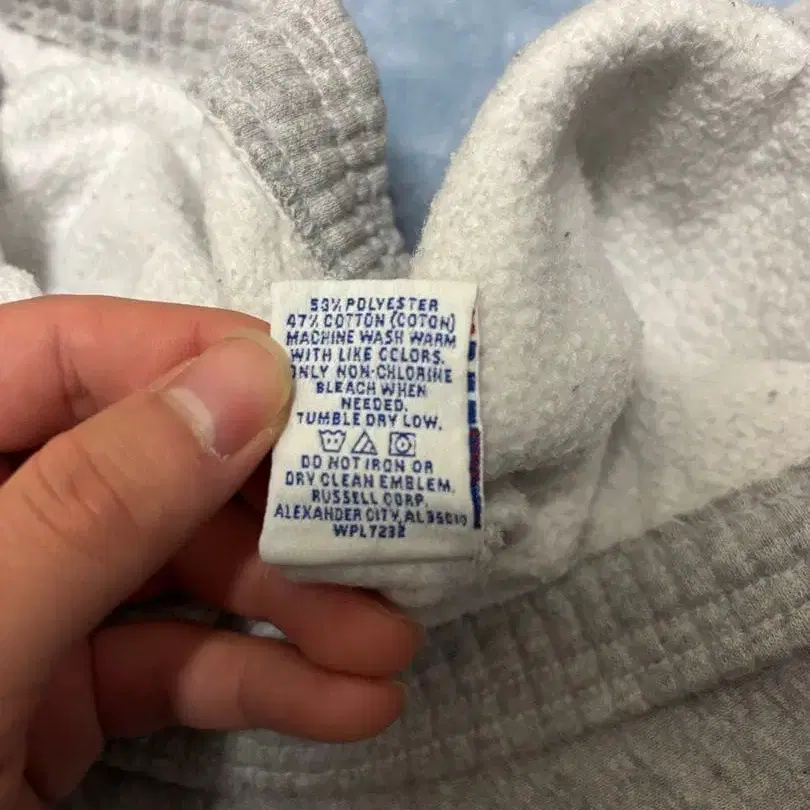 53% POLYESTER
47% COTTON (COTON)
MACHINE WASH WARM
WITH LIKE COLORS.
ONLY NON-CHLORINE
BLEACH WHEN
NEEDED.
TUMBLE DRY LOW.
DO NOT IRON OR
DRY CLEAN EMBLEM.
RUSSELL CORP.
ALEXANDER CITY, AL 35010
WPL7232